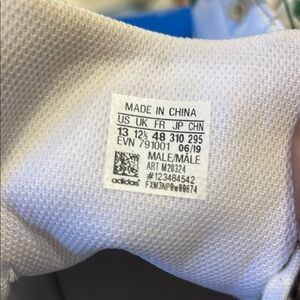 MADE IN CHINA
US UK FR JP CHN
13 12½ 48 310 295
EVN 791001 06/19
MALE/MALE
ART M20324
#123484542
adidas FXM3NP0w00674